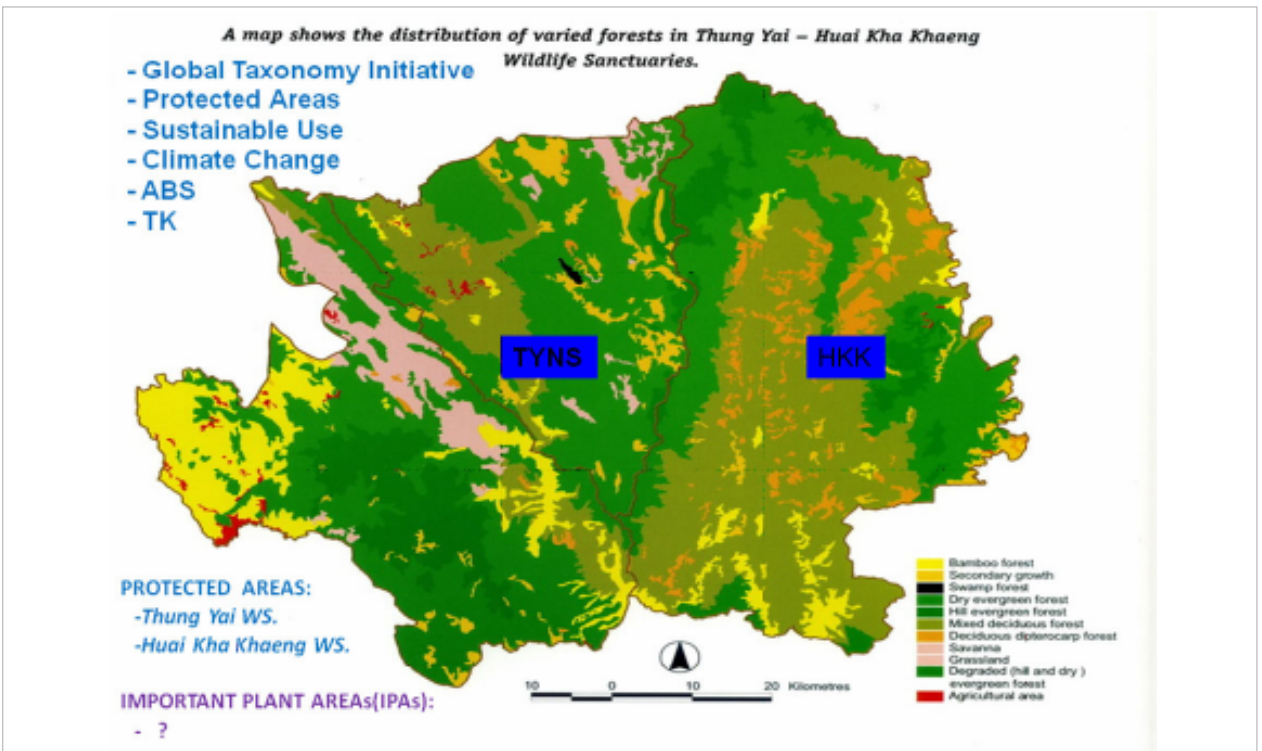 A map shows the distribution of varied forests in Thung Yai – Huai Kha Khaeng
Wildlife Sanctuaries.
- Global Taxonomy Initiative
- Protected Areas
- Sustainable Use
- Climate Change
- ABS
- TK
TYNS
HKK
PROTECTED AREAS:
-Thung Yai WS.
-Huai Kha Khaeng WS.
IMPORTANT PLANT AREAs(IPAs):
- ?
10 0 10 20 Kilometres
Bamboo forest
Secondary growth
Swamp forest
Dry evergreen forest
Hill evergreen forest
Mixed deciduous forest
Deciduous dipterocarp forest
Savanna
Grassland
Degraded (hill and dry )
evergreen forest
Agricultural area